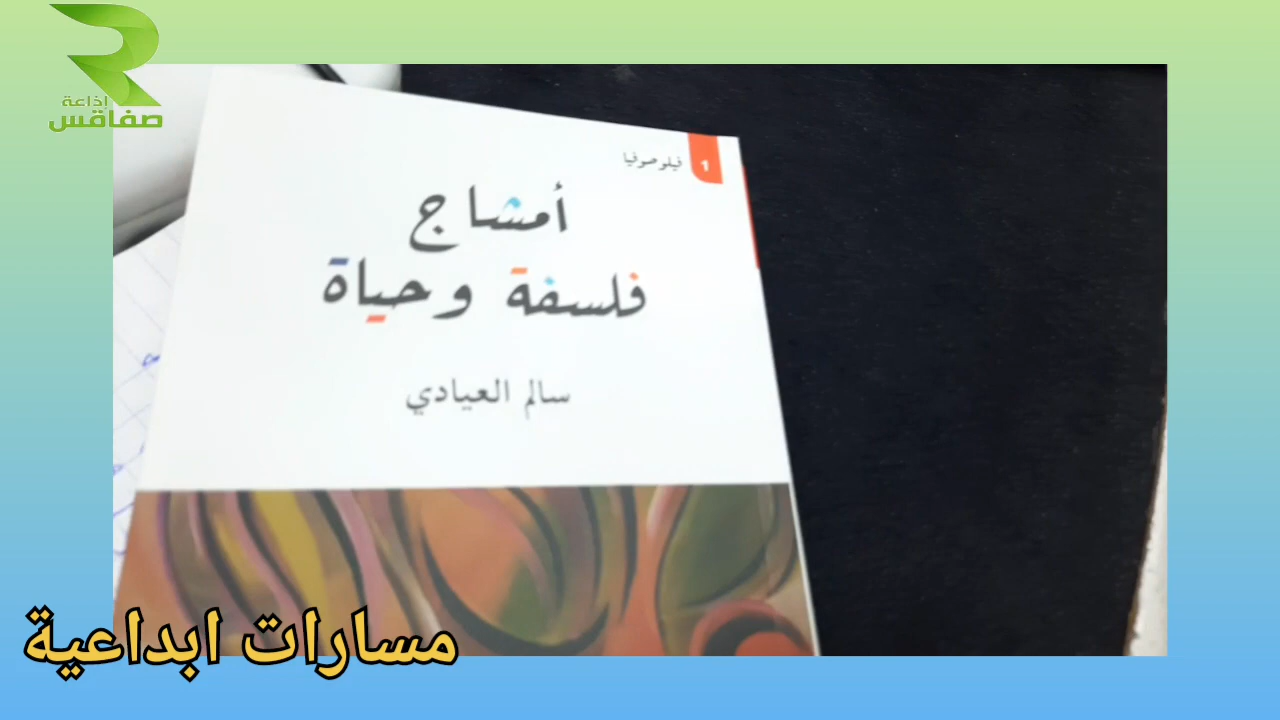 إذاعة
صفاقس
فيلوصوفيا 1
أمشاج
فلسفة وحياة
سالم العيادي
مسارات ابداعية